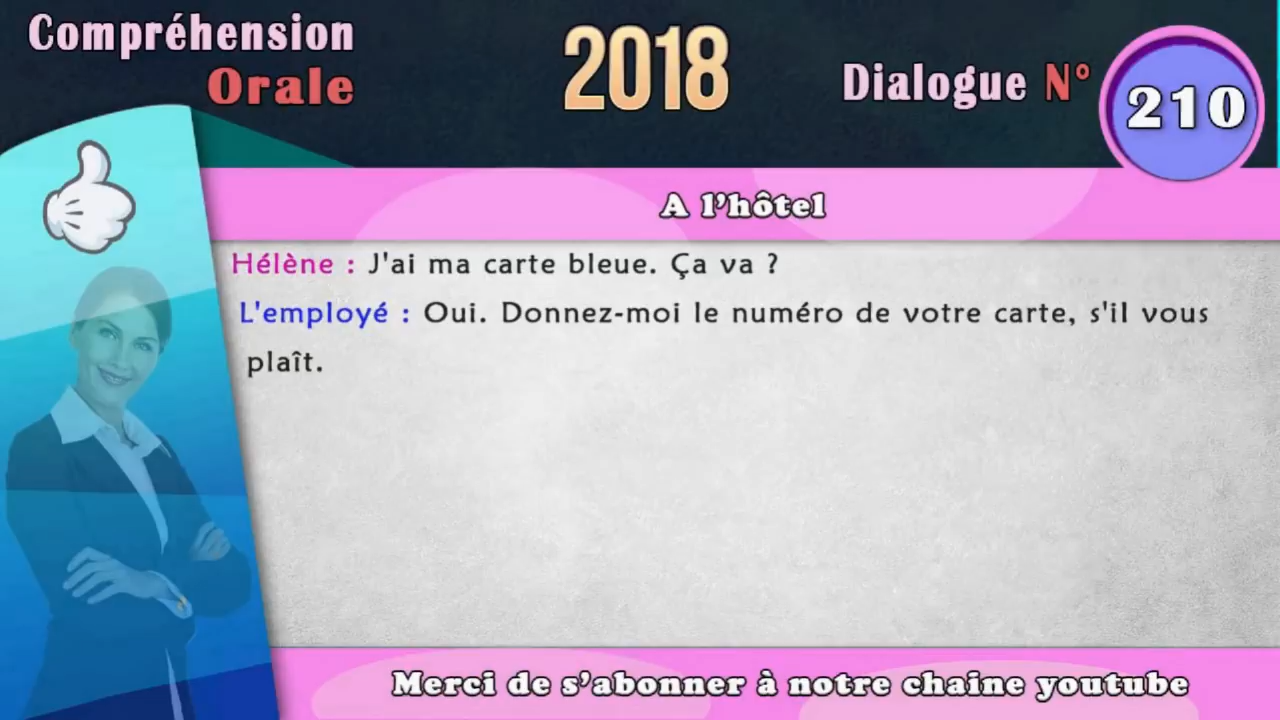 Compréhension
Orale
2018
Dialogue N°
210
A l'hôtel
Hélène : J'ai ma carte bleue. Ça va ?
L'employé : Oui. Donnez-moi le numéro de votre carte, s'il vous
plaît.
Merci de s'abonner à notre chaine youtube